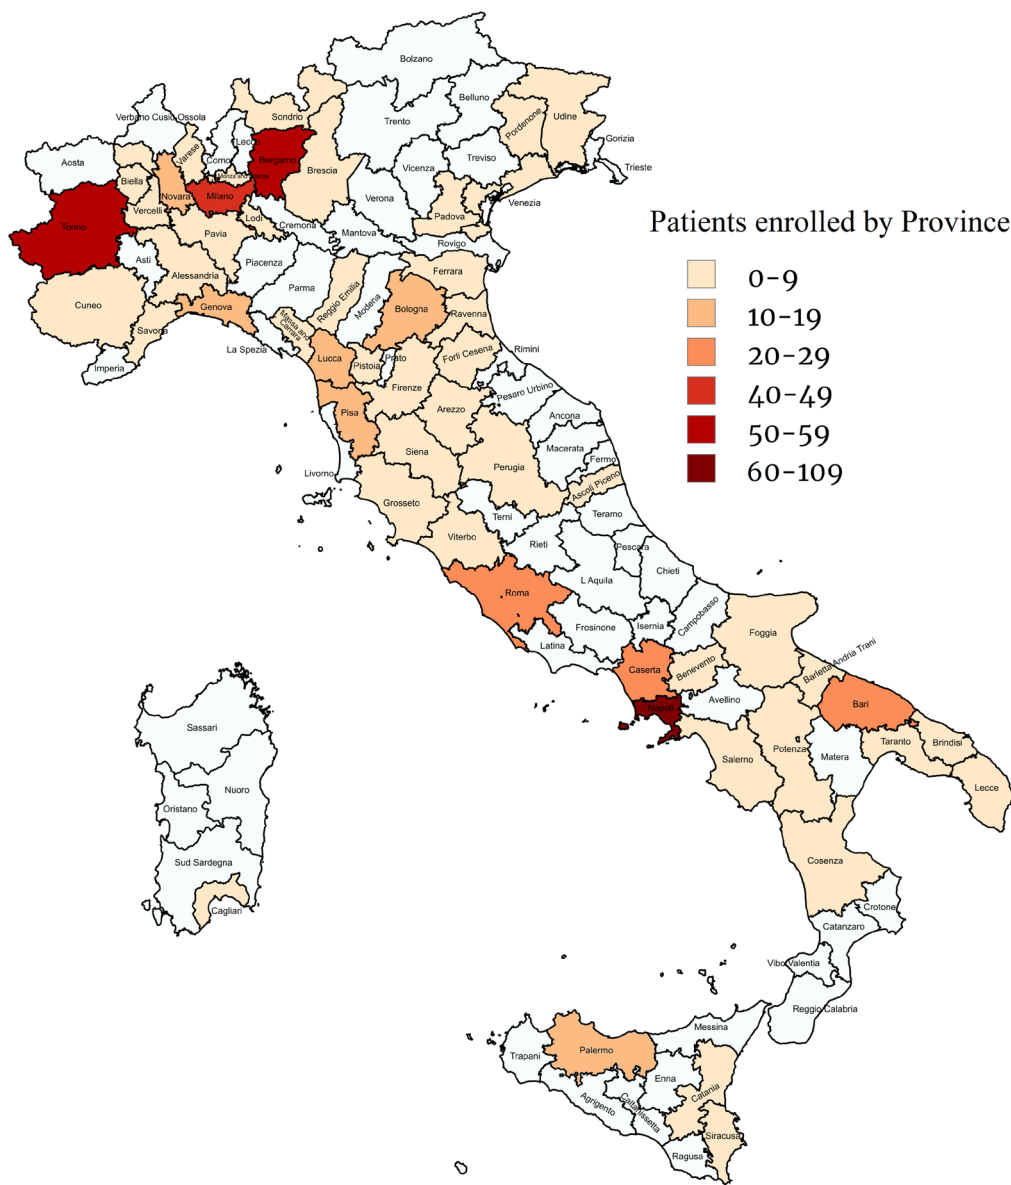 Bolzano
Belluno
Udine
Pordenone
Verbano Cusio-Ossola
Sondrio
Trento
Gorizia
Varese
Lecco
Como
Treviso
Aosta
Bergamo
Vicenza
Trieste
Brescia
Biella
Monza and Brianza
Novara
Milano
Verona
Venezia
Vercelli
Lodi
Padova
Torino
Cremona
Pavia
Mantova
Rovigo
Asti
Piacenza
Alessandria
Ferrara
Parma
Reggio Emilia
Modena
Cuneo
Genova
Bologna
Ravenna
Savona
Massa and
Carrara
La Spezia
Lucca
Prato
Pistoia
Forli Cesena
Rimini
Imperia
Firenze
Pesaro Urbino
Pisa
Arezzo
Ancona
Siena
Macerata
Fermo
Livorno
Perugia
Ascoli Piceno
Grosseto
Terni
Teramo
Viterbo
Rieti
Pescara
Chieti
L Aquila
Roma
Campobasso
Isernia
Frosinone
Latina
Foggia
Caserta
Benevento
Barletta Andria Trani
Avellino
Napoli
Bari
Potenza
Taranto
Brindisi
Salerno
Matera
Lecce
Cosenza
Crotone
Catanzaro
Vibo Valentia
Reggio Calabria
Sassari
Nuoro
Oristano
Sud Sardegna
Cagliari
Messina
Palermo
Trapani
Enna
Catania
Caltanissetta
Agrigento
Siracusa
Ragusa
Patients enrolled by Province
0-9
10-19
20-29
40-49
50-59
60-109